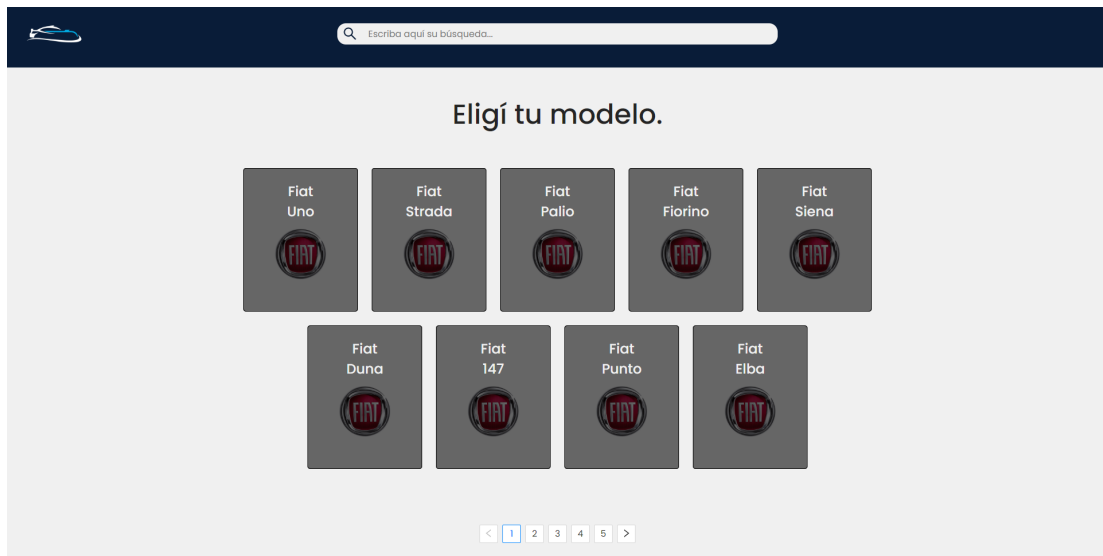 Escriba aquí su búsqueda...
Eligí tu modelo.
Fiat
Uno
FIAT
Fiat
Strada
FIAT
Fiat
Palio
FIAT
Fiat
Fiorino
FIAT
Fiat
Siena
FIAT
Fiat
Duna
FIAT
Fiat
147
FIAT
Fiat
Punto
FIAT
Fiat
Elba
FIAT
< 1 2 3 4 5 >